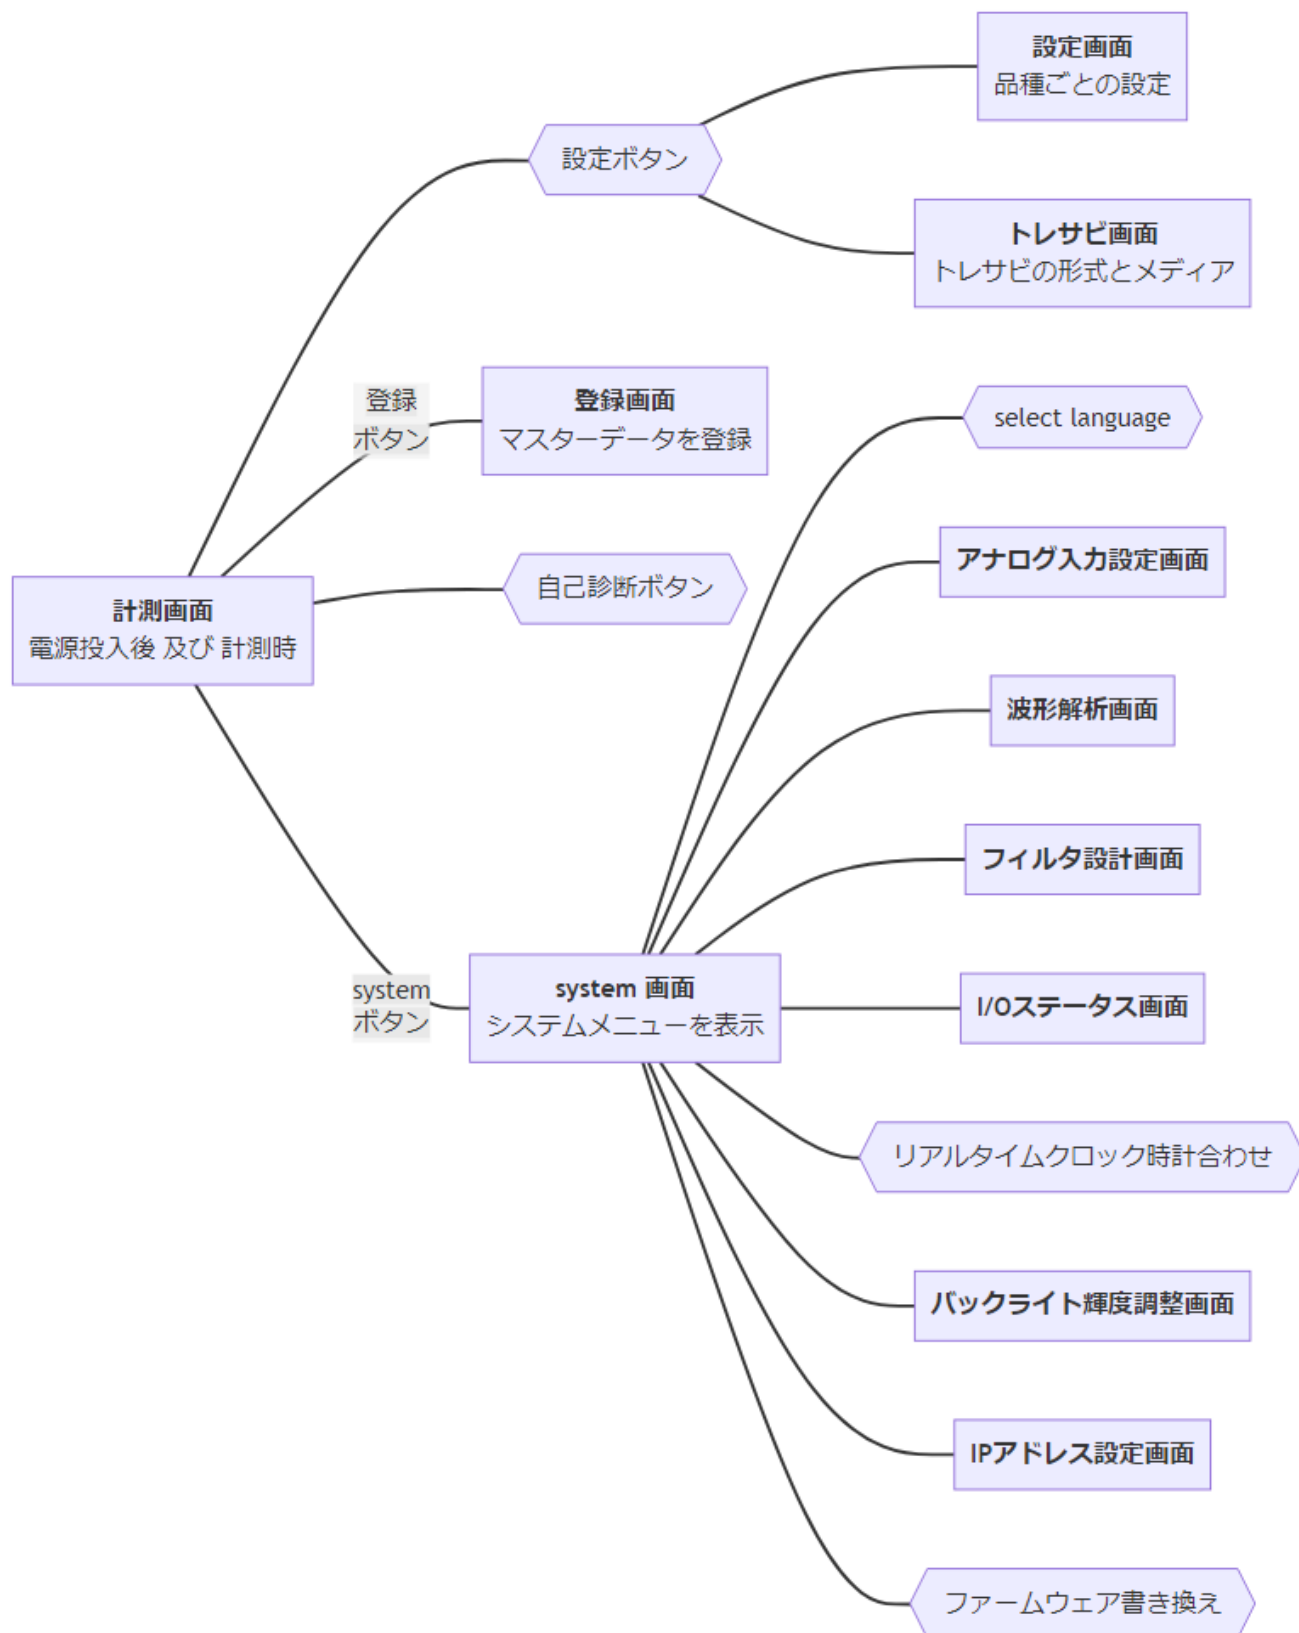 設定画面
品種ごとの設定
設定ボタン
トレサビ画面
トレサビの形式とメディア
登録
ボタン
登録画面
マスターデータを登録
select language
アナログ入力設定画面
自己診断ボタン
計測画面
電源投入後 及び 計測時
波形解析画面
フィルタ設計画面
system
ボタン
system 画面
システムメニューを表示
I/Oステータス画面
リアルタイムクロック時計合わせ
バックライト輝度調整画面
IPアドレス設定画面
ファームウェア書き換え